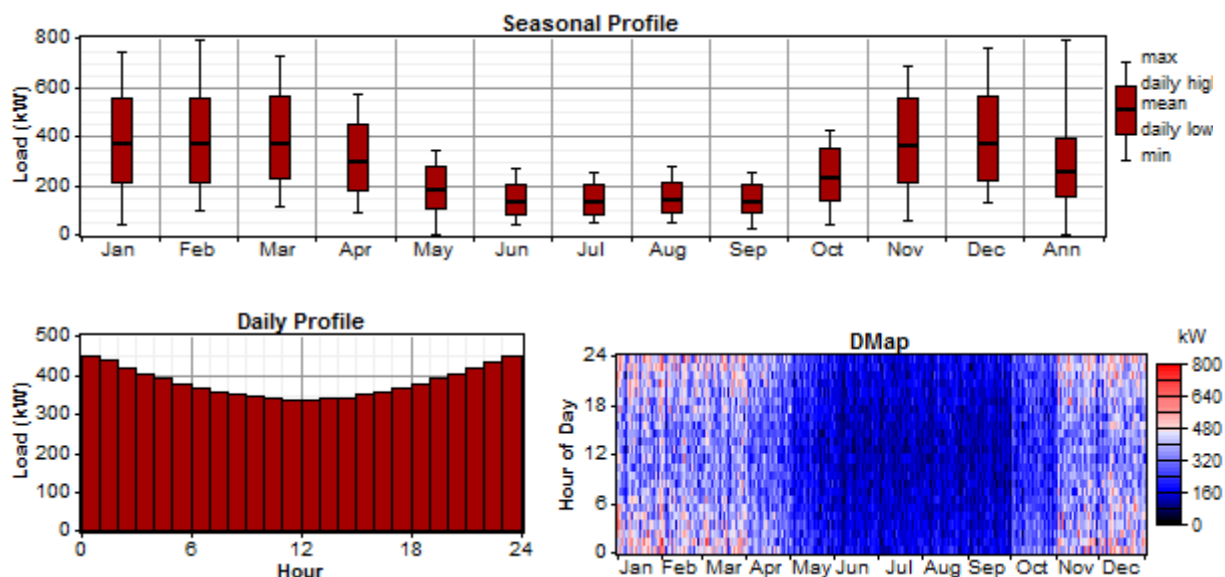 Seasonal Profile
800
600
400
200
0
Load (kW)
Jan Feb Mar Apr May Jun Jul Aug Sep Oct Nov Dec Ann
max
daily high
mean
daily low
min
Daily Profile
500
400
300
200
100
0
Load (kW)
0 6 12 18 24
Hour
DMap
24
18
12
6
0
Hour of Day
Jan Feb Mar Apr May Jun Jul Aug Sep Oct Nov Dec
kW
800
640
480
320
160
0